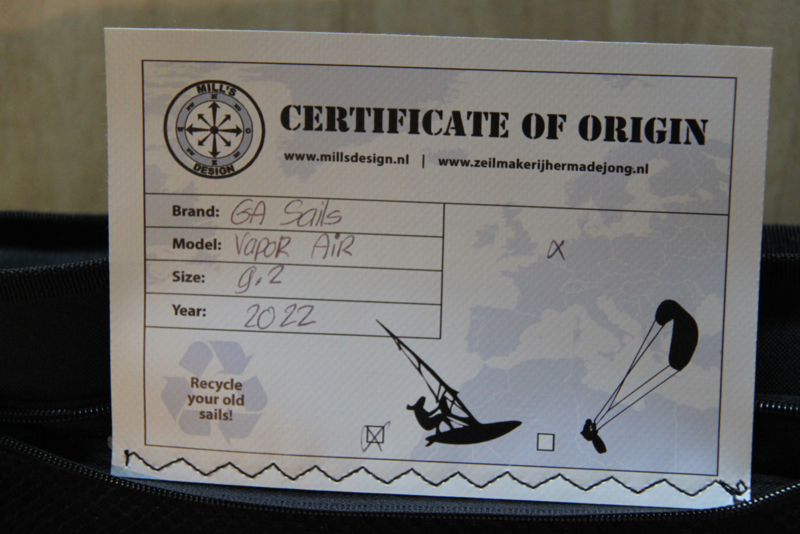 MILL'S
DESIGN
CERTIFICATE OF ORIGIN
www.millsdesign.nl | www.zeilmakerijhermadejong.nl
Brand: GA Sails
Model: VAPOR AIR
Size: 9.2
Year: 2022
x
Recycle
your old
sails!